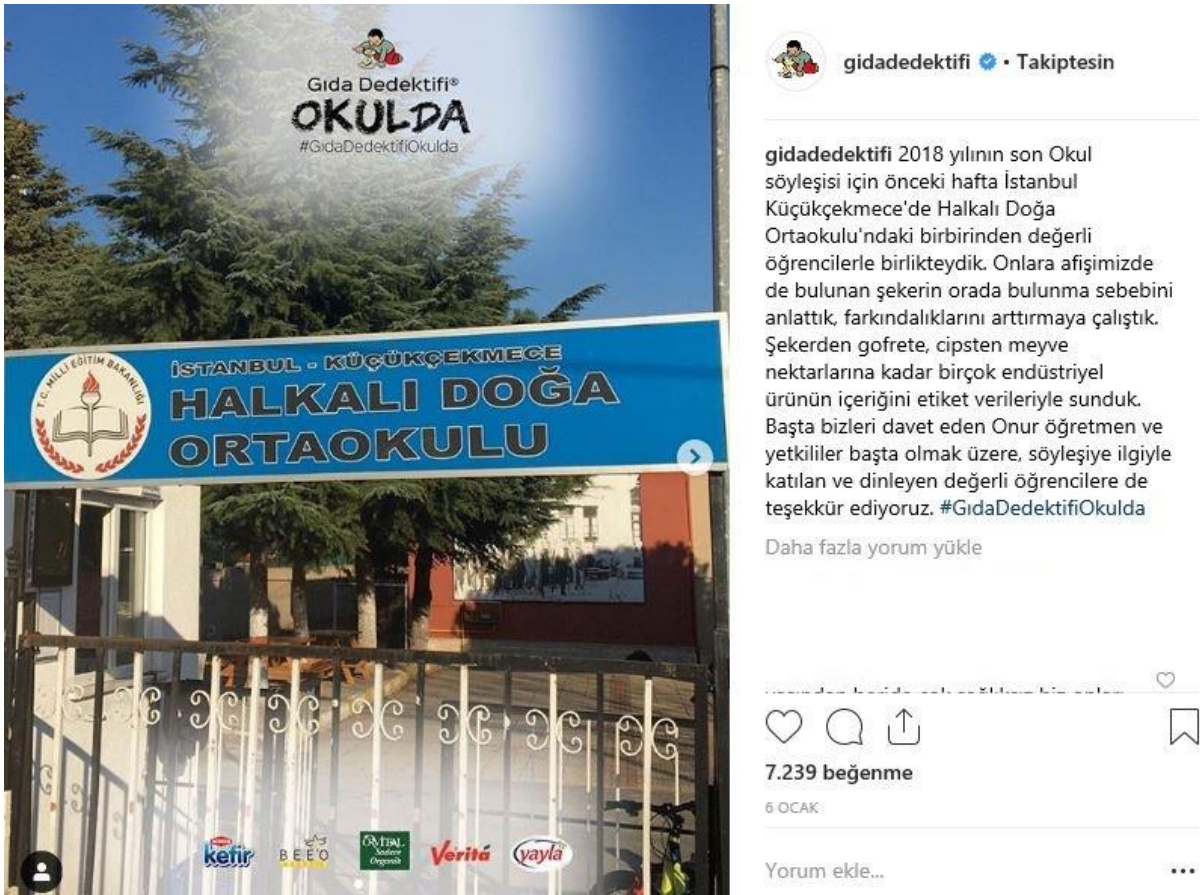 Gıda Dedektifi®
OKULDA
#GıdaDedektifiOkulda
T.C. MİLLİ EĞİTİM BAKANLIĞI
İSTANBUL - KÜÇÜKÇEKMECE
HALKALI DOĞA
ORTAOKULU
kefir
BEE'O
Sadece
Organik
Veritá
yayla
gidadedektifi • Takiptesin
gidadedektifi 2018 yılının son Okul
söyleşisi için önceki hafta İstanbul
Küçükçekmece'de Halkalı Doğa
Ortaokulu'ndaki birbirinden değerli
öğrencilerle birlikteydik. Onlara afişimizde
de bulunan şekerin orada bulunma sebebini
anlattık, farkındalıklarını arttırmaya çalıştık.
Şekerden gofrete, cipsten meyve
nektarlarına kadar birçok endüstriyel
ürünün içeriğini etiket verileriyle sunduk.
Başta bizleri davet eden Onur öğretmen ve
yetkililer başta olmak üzere, söyleşiye ilgiyle
katılan ve dinleyen değerli öğrencilere de
teşekkür ediyoruz. #GıdaDedektifiOkulda
Daha fazla yorum yükle
7.239 beğenme
6 OCAK
Yorum ekle...